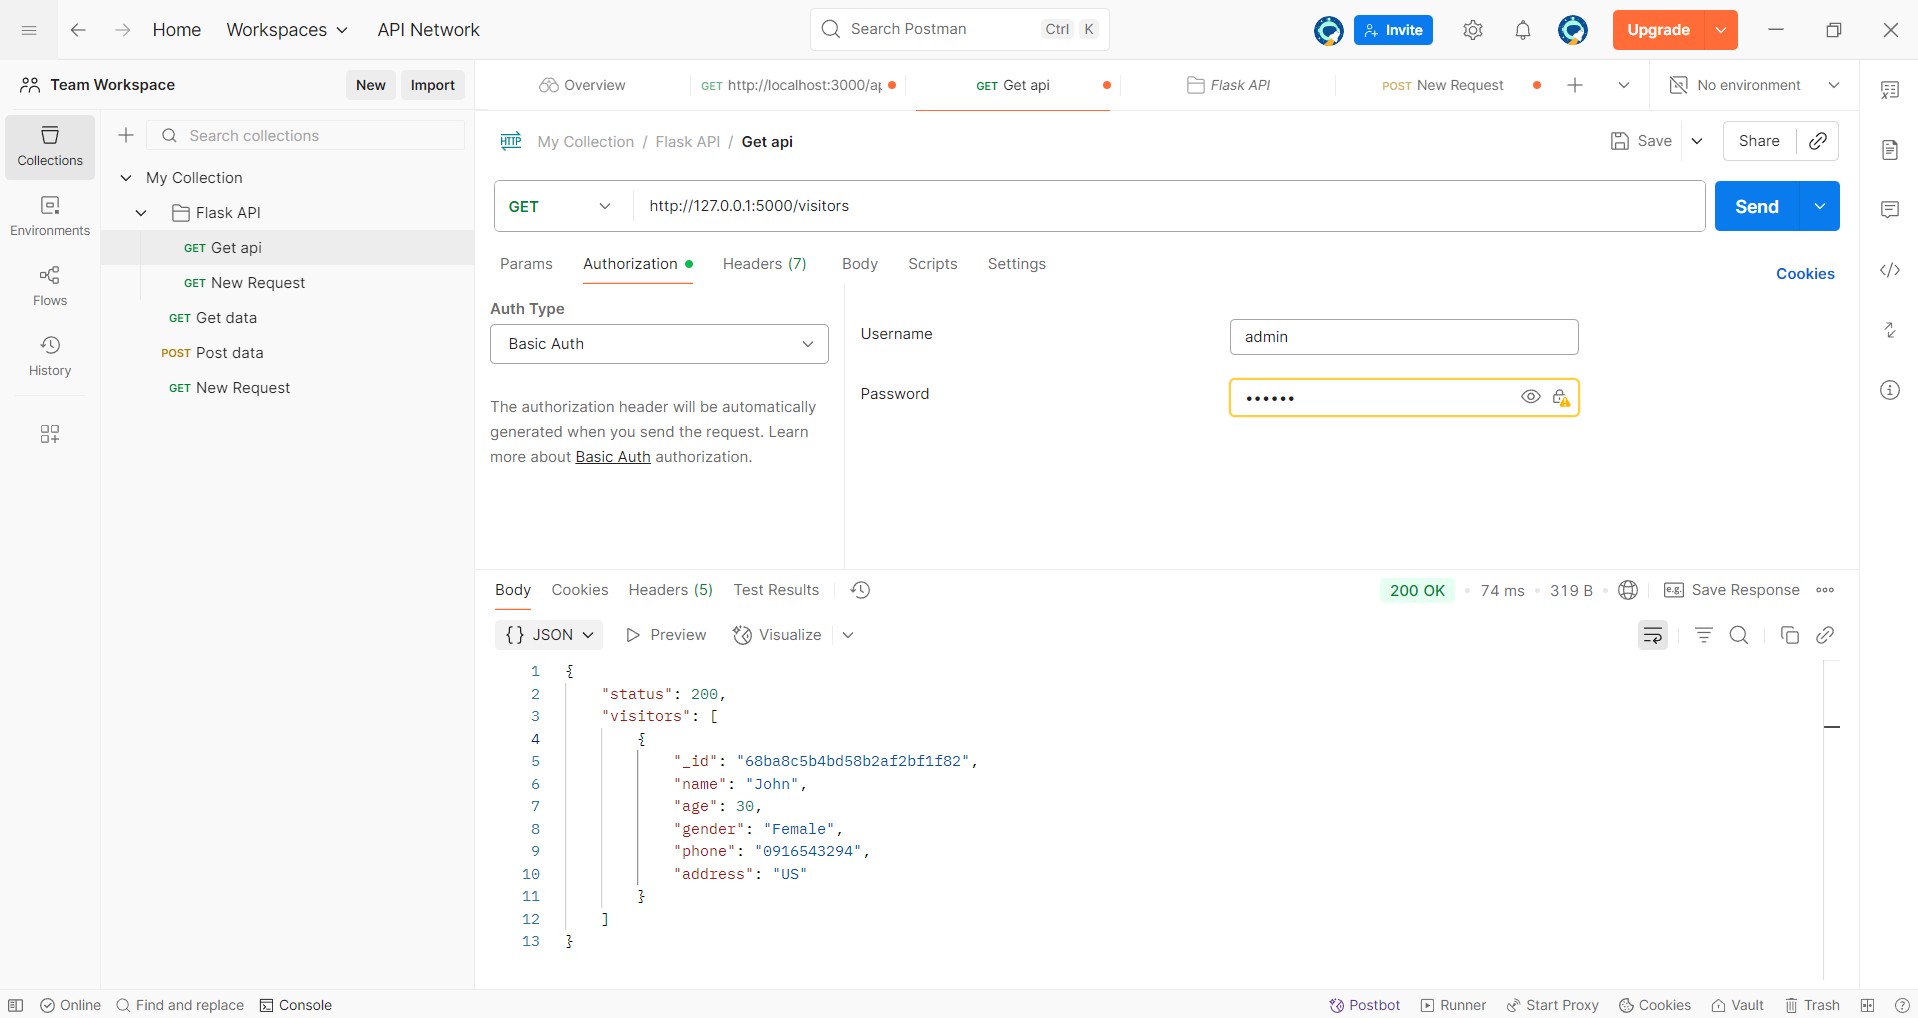 Home Workspaces API Network Search Postman Ctrl K Invite Upgrade
Team Workspace New Import Overview GET http://localhost:3000/ap GET Get api Flask API POST New Request No environment
Collections
Environments
Flows
History
Search collections
My Collection
Flask API
GET Get api
GET New Request
GET Get data
POST Post data
GET New Request
HTTP My Collection / Flask API / Get api Save Share
GET http://127.0.0.1:5000/visitors Send
Params Authorization Headers (7) Body Scripts Settings Cookies
Auth Type
Basic Auth
The authorization header will be automatically
generated when you send the request. Learn
more about Basic Auth authorization.
Username admin
Password ••••••
Body Cookies Headers (5) Test Results 200 OK 74 ms 319 B e.g. Save Response
{} JSON Preview Visualize
1 {
2 "status": 200,
3 "visitors": [
4 {
5 "_id": "68ba8c5b4bd58b2af2bf1f82",
6 "name": "John",
7 "age": 30,
8 "gender": "Female",
9 "phone": "0916543294",
10 "address": "US"
11 }
12 ]
13 }
Online Find and replace Console Postbot Runner Start Proxy Cookies Vault Trash